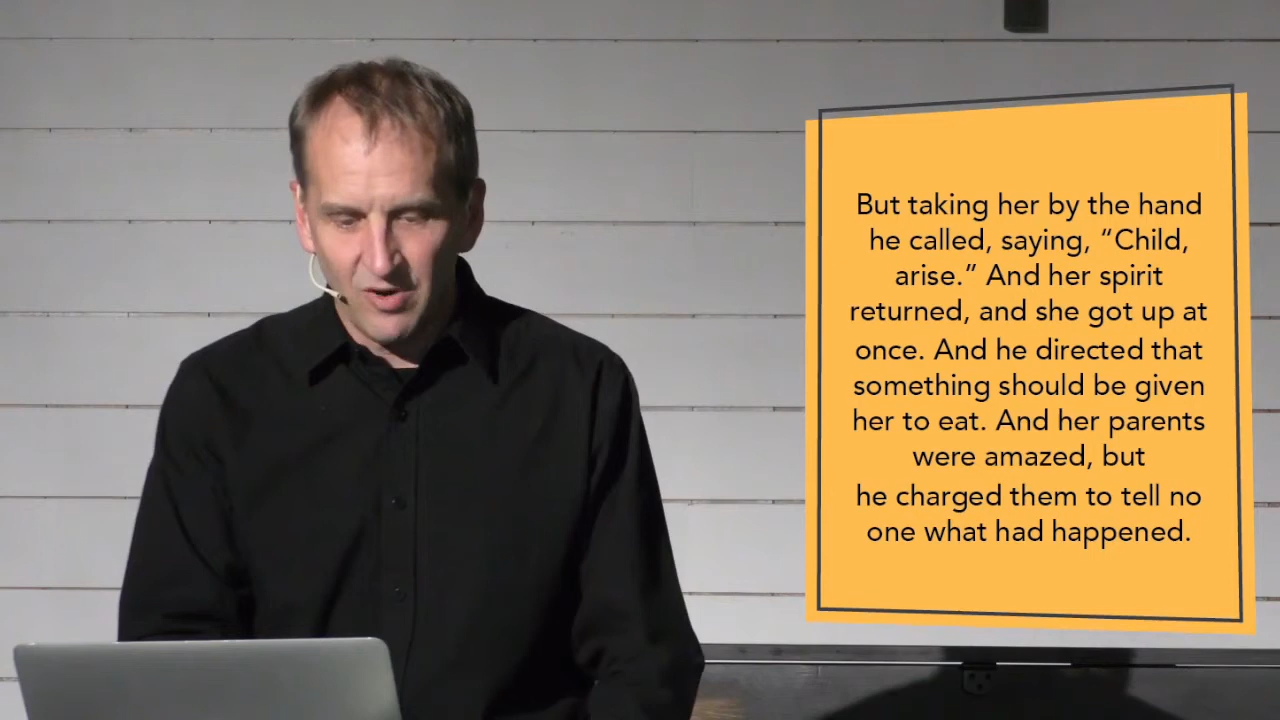 But taking her by the hand
he called, saying, “Child,
arise.” And her spirit
returned, and she got up at
once. And he directed that
something should be given
her to eat. And her parents
were amazed, but
he charged them to tell no
one what had happened.